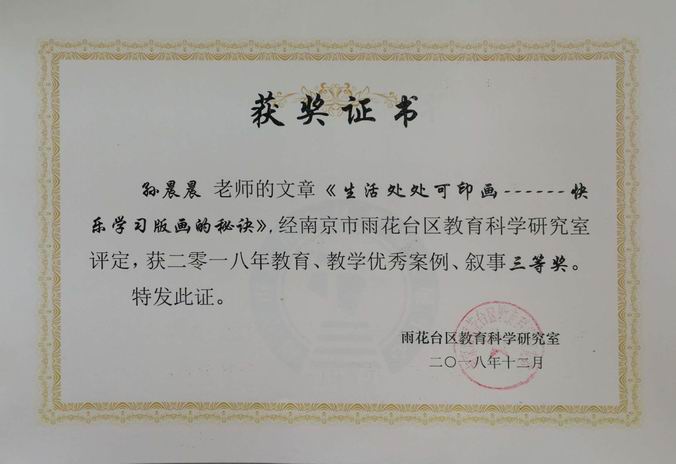 获奖证书
孙晨晨 老师的文章《生活处处可印画------快
乐学习版画的秘诀》,经南京市雨花台区教育科学研究室
评定，获二零一八年教育、教学优秀案例、叙事三等奖。
特发此证。
雨花台区教育科学研究室
二〇一八年十二月